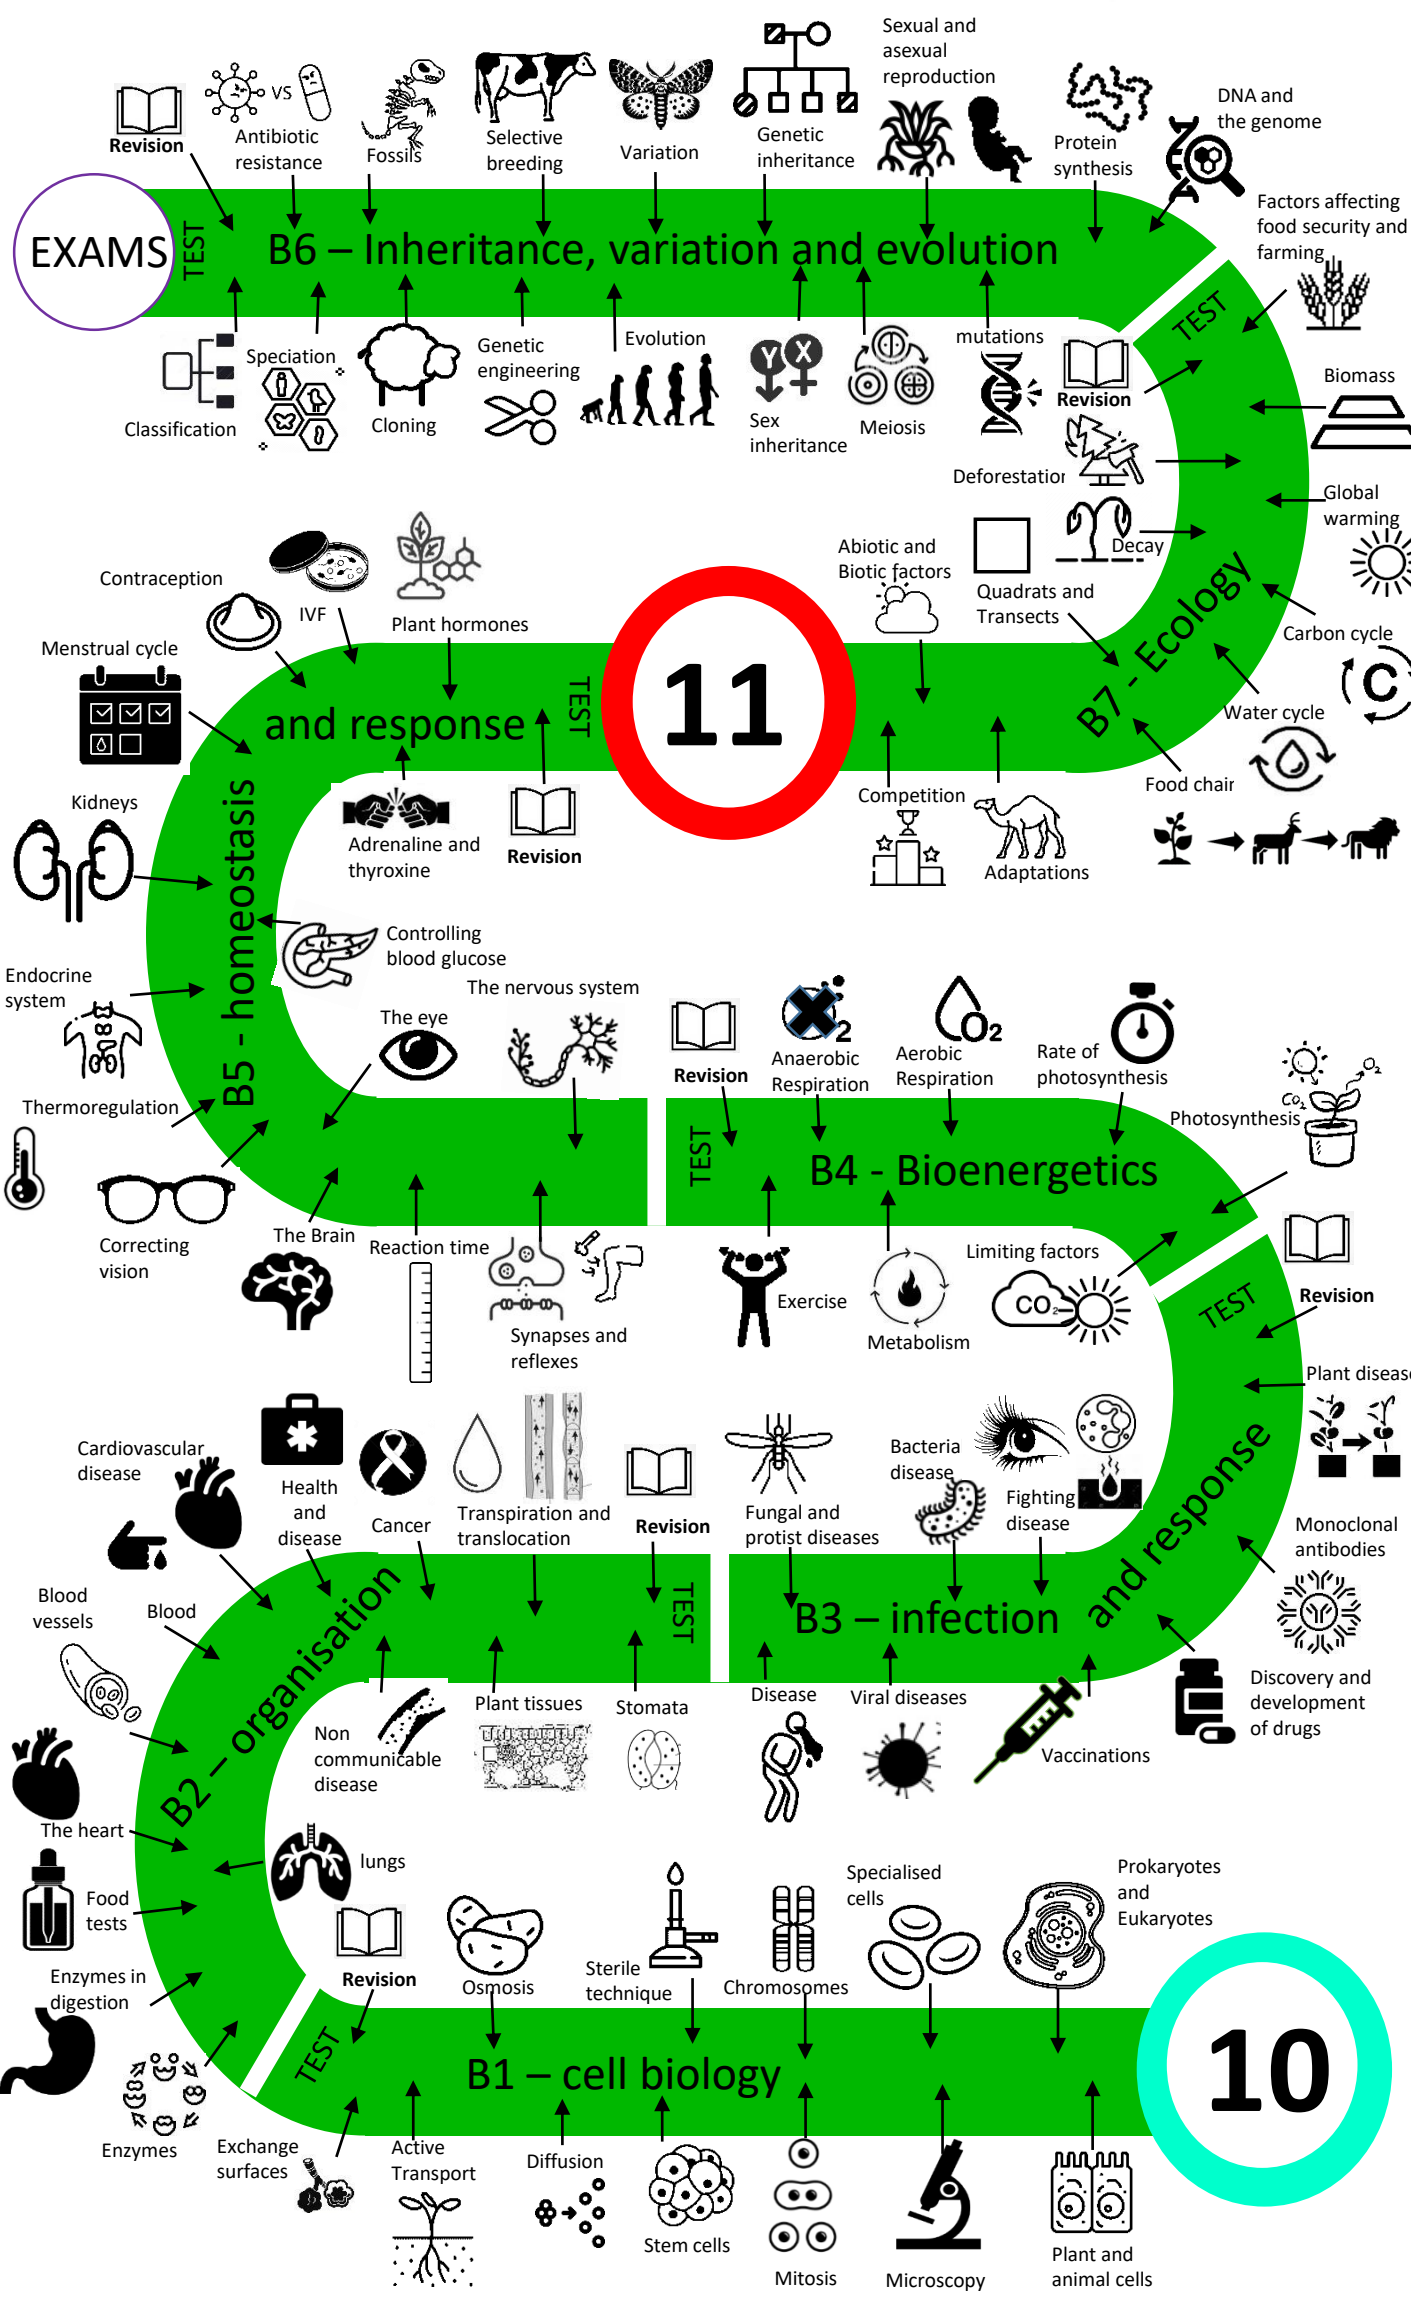 Sexual and
asexual
reproduction
DNA and
the genome
VS
Revision
Antibiotic
resistance
Fossils
Selective
breeding
Variation
Genetic
inheritance
Protein
synthesis
Factors affecting
food security and
farming
EXAMS
TEST
B6 – Inheritance, variation and evolution
TEST
Classification
Speciation
Cloning
Genetic
engineering
Evolution
Y X
Sex
inheritance
Meiosis
mutations
Revision
Biomass
Deforestation
Global
warming
Decay
Quadrats and
Transects
Abiotic and
Biotic factors
Carbon cycle
C
Water cycle
Food chain
B7 - Ecology
Competition
Adaptations
11
Contraception
IVF
Plant hormones
Menstrual cycle
and response
TEST
Kidneys
Adrenaline and
thyroxine
Revision
B5 - homeostasis
Controlling
blood glucose
Endocrine
system
The nervous system
The eye
Thermoregulation
Correcting
vision
The Brain
Reaction time
Synapses and
reflexes
Revision
2
Anaerobic
Respiration
O2
Aerobic
Respiration
Rate of
photosynthesis
O2
CO2
Photosynthesis
TEST
B4 - Bioenergetics
Exercise
Metabolism
Limiting factors
CO2
Revision
TEST
Plant disease
Cardiovascular
disease
Health
and
disease
Cancer
Transpiration and
translocation
Revision
Fungal and
protist diseases
Bacteria
disease
Fighting
disease
Monoclonal
antibodies
Blood
vessels
Blood
TEST
B3 – infection
and response
Disease
Viral diseases
Vaccinations
Discovery and
development
of drugs
B2 – organisation
Non
communicable
disease
Plant tissues
Stomata
The heart
lungs
Food
tests
Enzymes in
digestion
Enzymes
Revision
Osmosis
Sterile
technique
Chromosomes
Specialised
cells
Prokaryotes
and
Eukaryotes
TEST
B1 – cell biology
10
Exchange
surfaces
Active
Transport
Diffusion
Stem cells
Mitosis
Microscopy
Plant and
animal cells